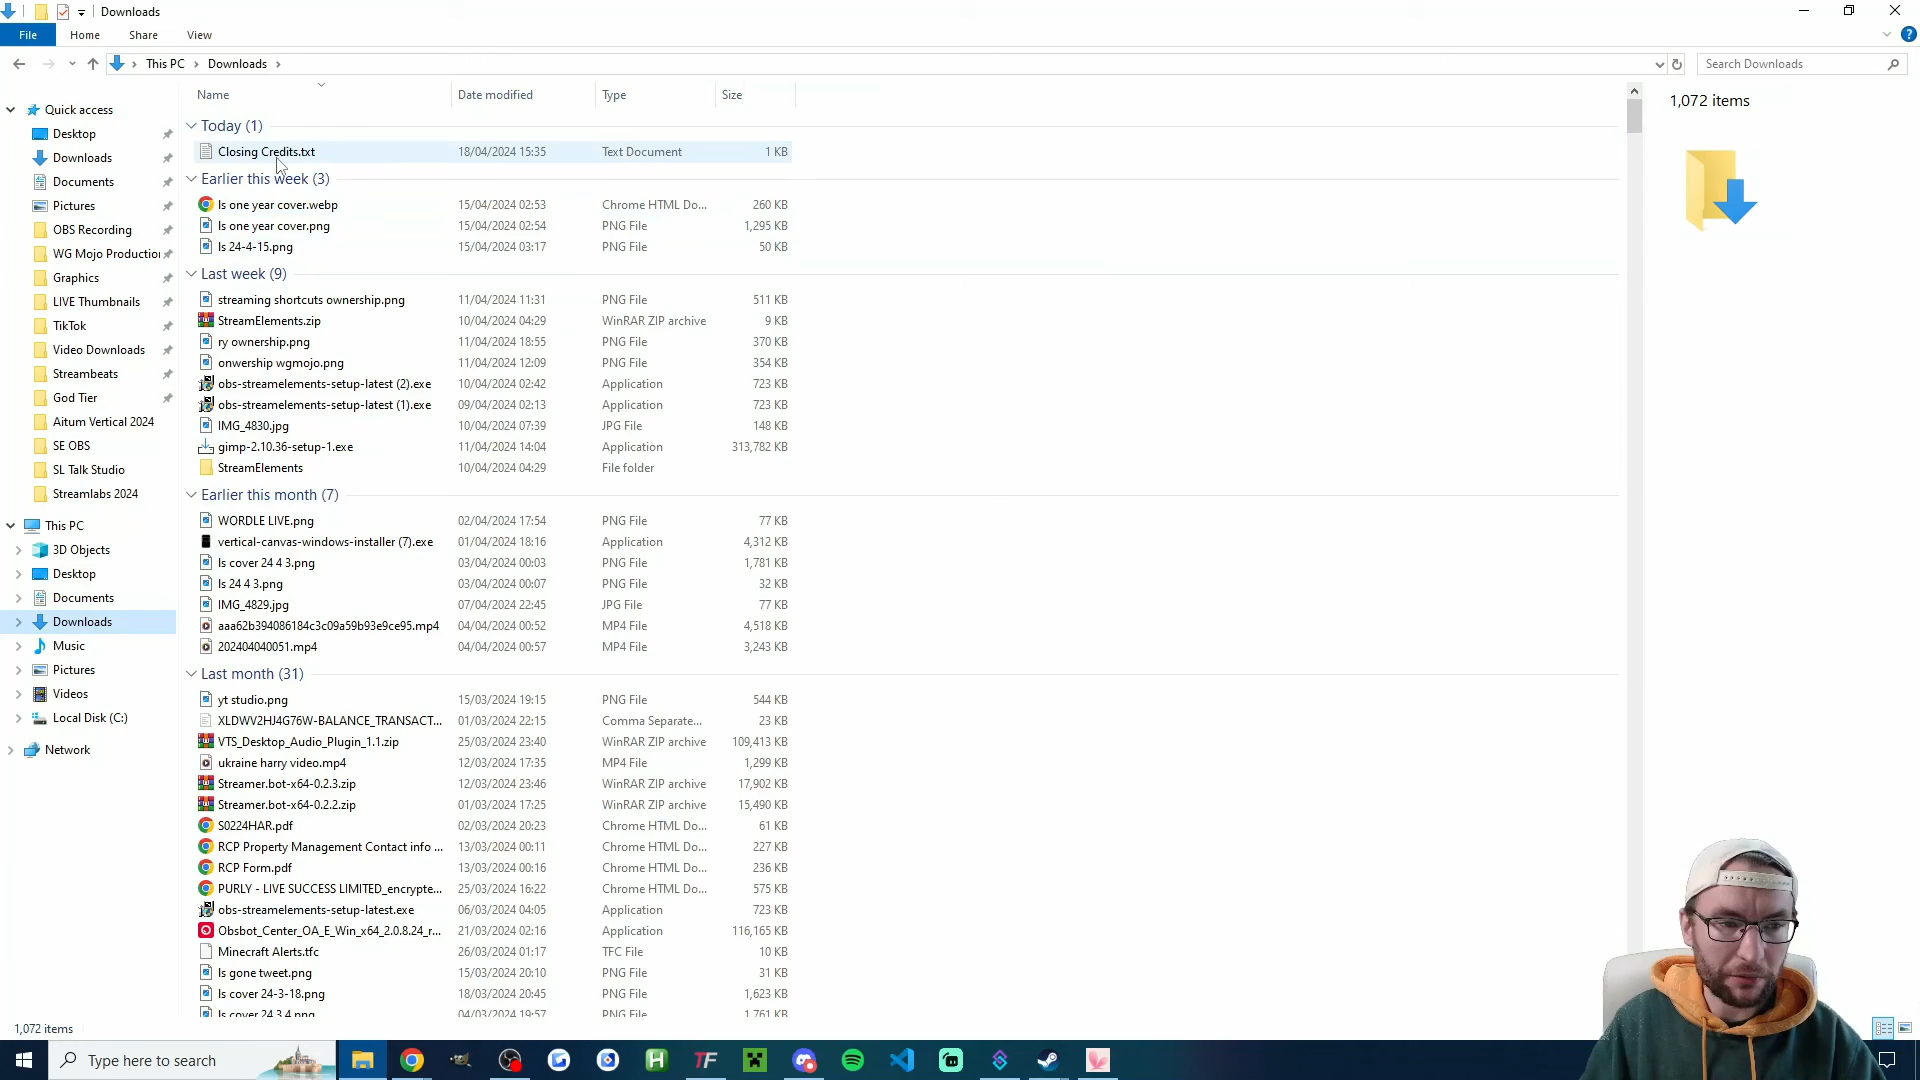 Downloads
File Home Share View
This PC Downloads Search Downloads
Name Date modified Type Size
1,072 items
Quick access
Desktop
Downloads
Documents
Pictures
OBS Recording
WG Mojo Productior
Graphics
LIVE Thumbnails
TikTok
Video Downloads
Streambeats
God Tier
Aitum Vertical 2024
SE OBS
SL Talk Studio
Streamlabs 2024
This PC
3D Objects
Desktop
Documents
Downloads
Music
Pictures
Videos
Local Disk (C:)
Network
Today (1)
Closing Credits.txt 18/04/2024 15:35 Text Document 1 KB
Earlier this week (3)
ls one year cover.webp 15/04/2024 02:53 Chrome HTML Do... 260 KB
ls one year cover.png 15/04/2024 02:54 PNG File 1,295 KB
ls 24-4-15.png 15/04/2024 03:17 PNG File 50 KB
Last week (9)
streaming shortcuts ownership.png 11/04/2024 11:31 PNG File 511 KB
StreamElements.zip 10/04/2024 04:29 WinRAR ZIP archive 9 KB
ry ownership.png 11/04/2024 18:55 PNG File 370 KB
onwership wgmojo.png 11/04/2024 12:09 PNG File 354 KB
obs-streamelements-setup-latest (2).exe 10/04/2024 02:42 Application 723 KB
obs-streamelements-setup-latest (1).exe 09/04/2024 02:13 Application 723 KB
IMG_4830.jpg 10/04/2024 07:39 JPG File 148 KB
gimp-2.10.36-setup-1.exe 11/04/2024 14:04 Application 313,782 KB
StreamElements 10/04/2024 04:29 File folder
Earlier this month (7)
WORDLE LIVE.png 02/04/2024 17:54 PNG File 77 KB
vertical-canvas-windows-installer (7).exe 01/04/2024 18:16 Application 4,312 KB
ls cover 24 4 3.png 03/04/2024 00:03 PNG File 1,781 KB
ls 24 4 3.png 03/04/2024 00:07 PNG File 32 KB
IMG_4829.jpg 07/04/2024 22:45 JPG File 77 KB
aaa62b394086184c3c09a59b93e9ce95.mp4 04/04/2024 00:52 MP4 File 4,518 KB
202404040051.mp4 04/04/2024 00:57 MP4 File 3,243 KB
Last month (31)
yt studio.png 15/03/2024 19:15 PNG File 544 KB
XLDWV2HJ4G76W-BALANCE_TRANSACT... 01/03/2024 22:15 Comma Separate... 23 KB
VTS_Desktop_Audio_Plugin_1.1.zip 25/03/2024 23:40 WinRAR ZIP archive 109,413 KB
ukraine harry video.mp4 12/03/2024 17:35 MP4 File 1,299 KB
Streamer.bot-x64-0.2.3.zip 12/03/2024 23:46 WinRAR ZIP archive 17,902 KB
Streamer.bot-x64-0.2.2.zip 01/03/2024 17:25 WinRAR ZIP archive 15,490 KB
S0224HAR.pdf 02/03/2024 20:23 Chrome HTML Do... 61 KB
RCP Property Management Contact info ... 13/03/2024 00:11 Chrome HTML Do... 227 KB
RCP Form.pdf 13/03/2024 00:16 Chrome HTML Do... 236 KB
PURLY - LIVE SUCCESS LIMITED_encrypte... 25/03/2024 16:22 Chrome HTML Do... 575 KB
obs-streamelements-setup-latest.exe 06/03/2024 04:05 Application 723 KB
Obsbot_Center_OA_E_Win_x64_2.0.8.24_r... 21/03/2024 02:16 Application 116,165 KB
Minecraft Alerts.tfc 26/03/2024 01:17 TFC File 10 KB
ls gone tweet.png 15/03/2024 20:10 PNG File 31 KB
ls cover 24-3-18.png 18/03/2024 20:45 PNG File 1,623 KB
ls cover 24 3 4.png 04/03/2024 19:57 PNG File 1,761 KB
1,072 items
Type here to search